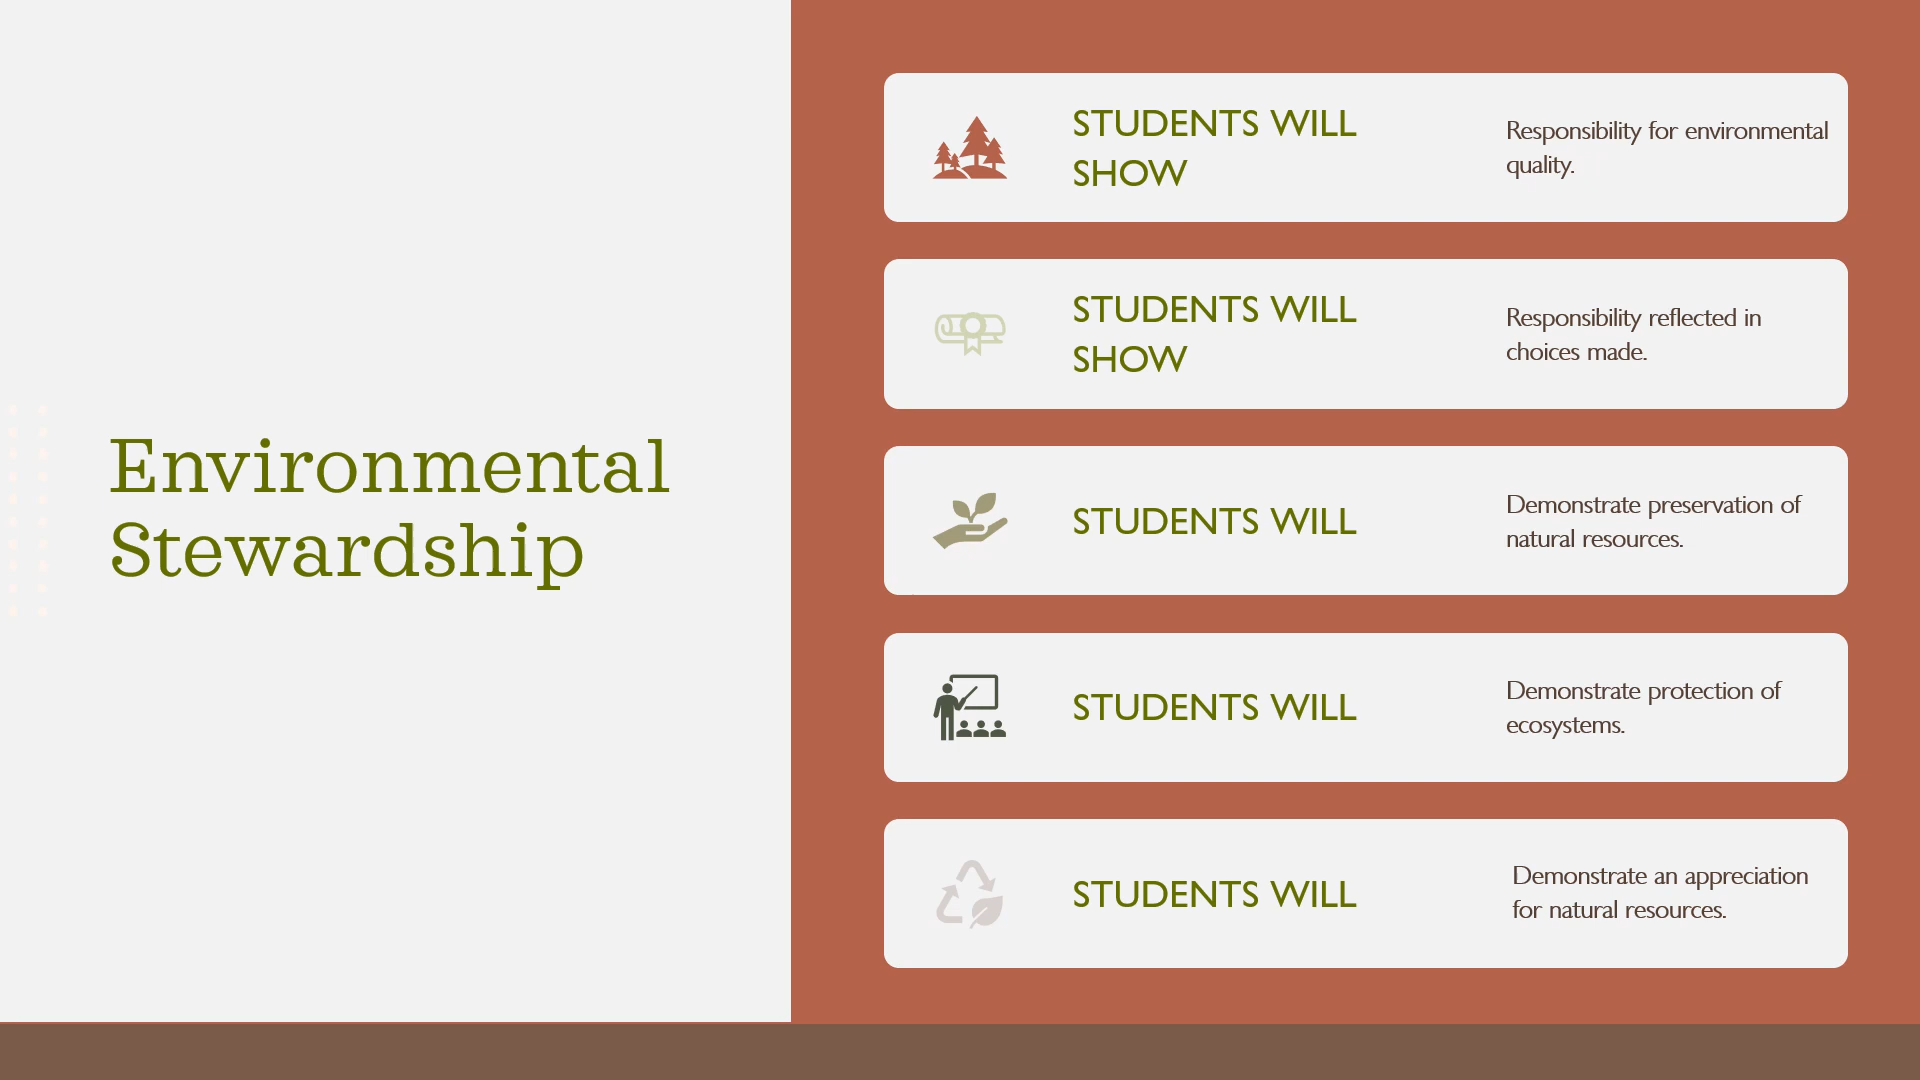 Environmental
Stewardship
STUDENTS WILL
SHOW
Responsibility for environmental
quality.
STUDENTS WILL
SHOW
Responsibility reflected in
choices made.
STUDENTS WILL
Demonstrate preservation of
natural resources.
STUDENTS WILL
Demonstrate protection of
ecosystems.
STUDENTS WILL
Demonstrate an appreciation
for natural resources.